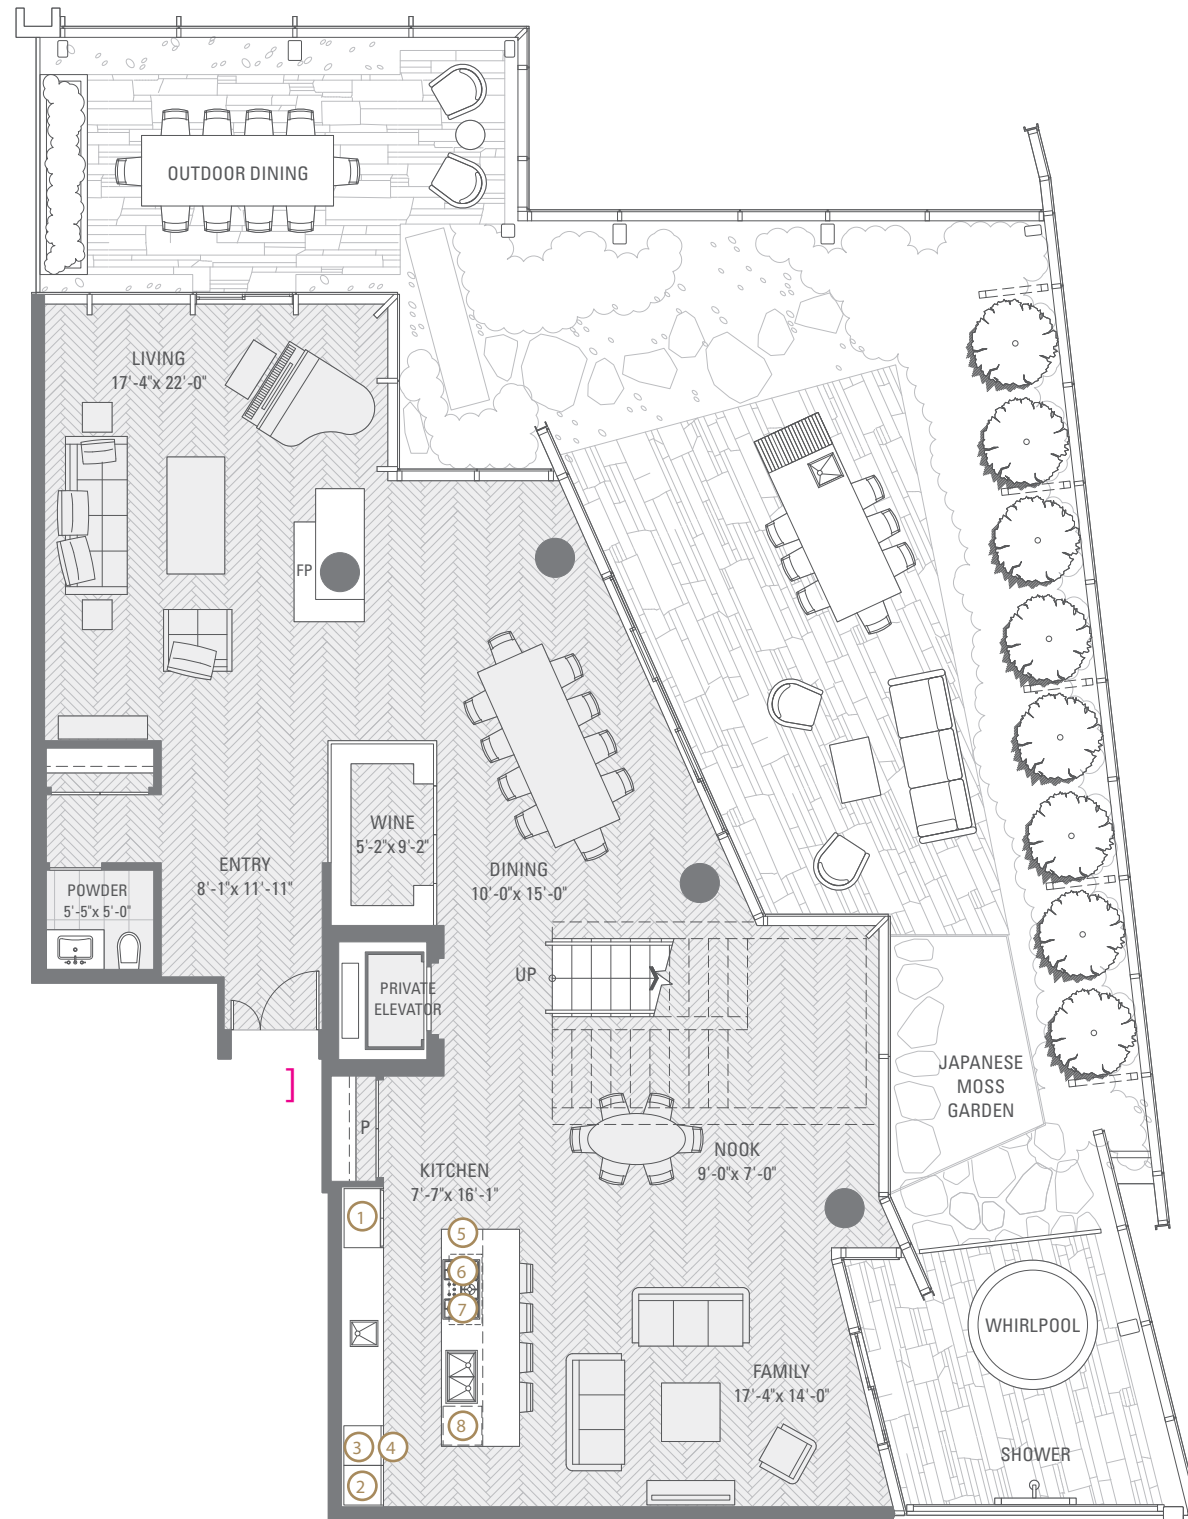 OUTDOOR DINING
LIVING
17'-4"x 22'-0"
FP
WINE
5'-2"x 9'-2"
ENTRY
8'-1"x 11'-11"
DINING
10'-0"x 15'-0"
POWDER
5'-5"x 5'-0"
UP
PRIVATE
ELEVATOR
JAPANESE
MOSS
GARDEN
P
NOOK
9'-0"x 7'-0"
KITCHEN
7'-7"x 16'-1"
1
5
6
7
WHIRLPOOL
FAMILY
17'-4"x 14'-0"
8
3
4
SHOWER
2